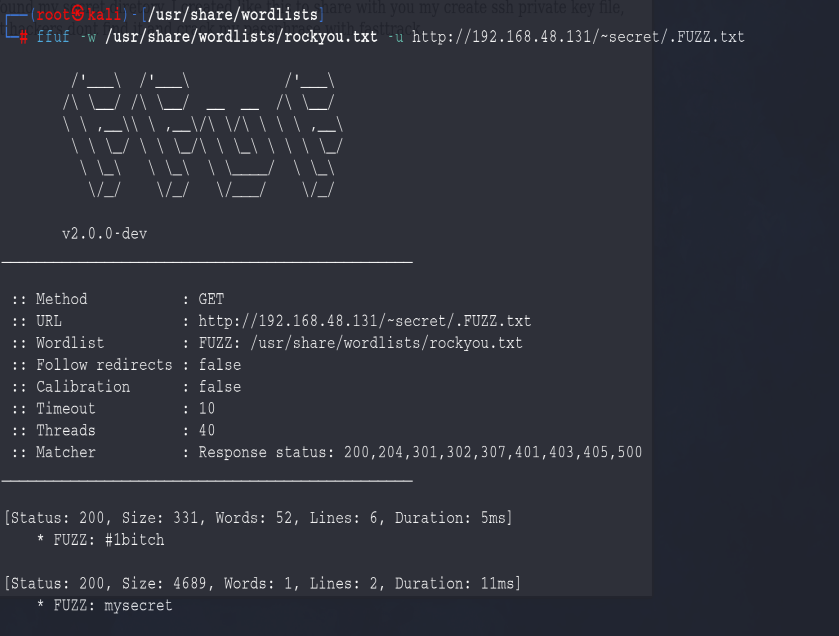 ┌──(root㉿kali)-[/usr/share/wordlists]
└─# ffuf -w /usr/share/wordlists/rockyou.txt -u http://192.168.48.131/~secret/.FUZZ.txt
        /'___\  /'___\           /'___\
       /\ \__/ /\ \__/  __  __  /\ \__/
       \ \ ,__\\ \ ,__\/\ \/\ \ \ \ ,__\
        \ \ \_/ \ \ \_/\ \ \_\ \ \ \ \_/
         \ \_\   \ \_\  \ \____/  \ \_\
          \/_/    \/_/   \/___/    \/_/
v2.0.0-dev
________________________________________________
:: Method : GET
:: URL : http://192.168.48.131/~secret/.FUZZ.txt
:: Wordlist : FUZZ: /usr/share/wordlists/rockyou.txt
:: Follow redirects : false
:: Calibration : false
:: Timeout : 10
:: Threads : 40
:: Matcher : Response status: 200,204,301,302,307,401,403,405,500
________________________________________________
[Status: 200, Size: 331, Words: 52, Lines: 6, Duration: 5ms]
* FUZZ: #1bitch
[Status: 200, Size: 4689, Words: 1, Lines: 2, Duration: 11ms]
* FUZZ: mysecret